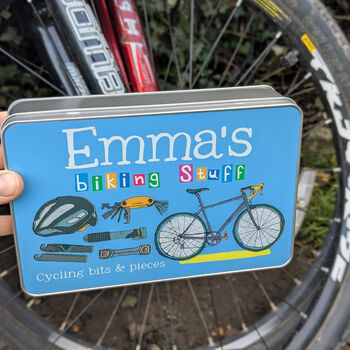 Emma's
biking Stuff
Cycling bits & pieces